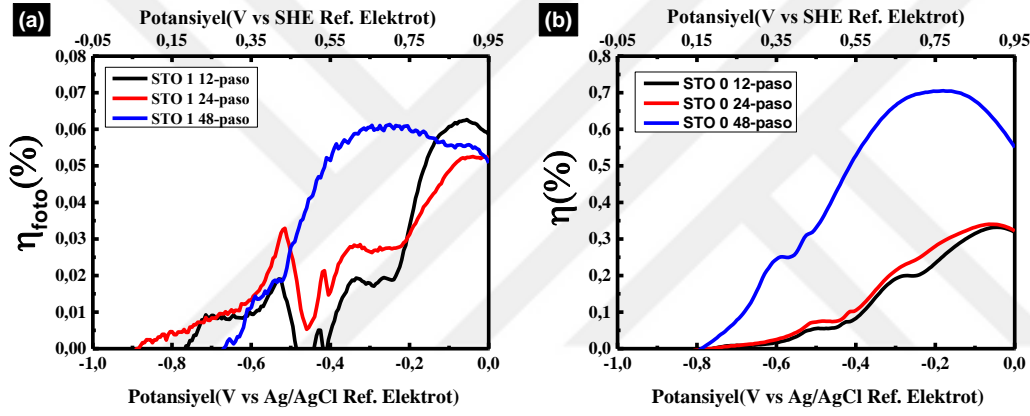 (a)
Potansiyel(V vs SHE Ref. Elektrot)
-0,05 0,15 0,35 0,55 0,75 0,95
0,08
0,07
0,06
0,05
0,03
0,02
0,01
0,00
ηfoto(%)
STO 1 12-paso
STO 1 24-paso
STO 1 48-paso
-1,0 -0,8 -0,6 -0,4 -0,2 0,0
Potansiyel(V vs Ag/AgCl Ref. Elektrot)
(b)
Potansiyel(V vs SHE Ref. Elektrot)
-0,05 0,15 0,35 0,55 0,75 0,95
0,8
0,7
0,6
0,5
0,4
0,3
0,2
0,1
0,0
η(%)
STO 0 12-paso
STO 0 24-paso
STO 0 48-paso
-1,0 -0,8 -0,6 -0,4 -0,2 0,0
Potansiyel(V vs Ag/AgCl Ref. Elektrot)